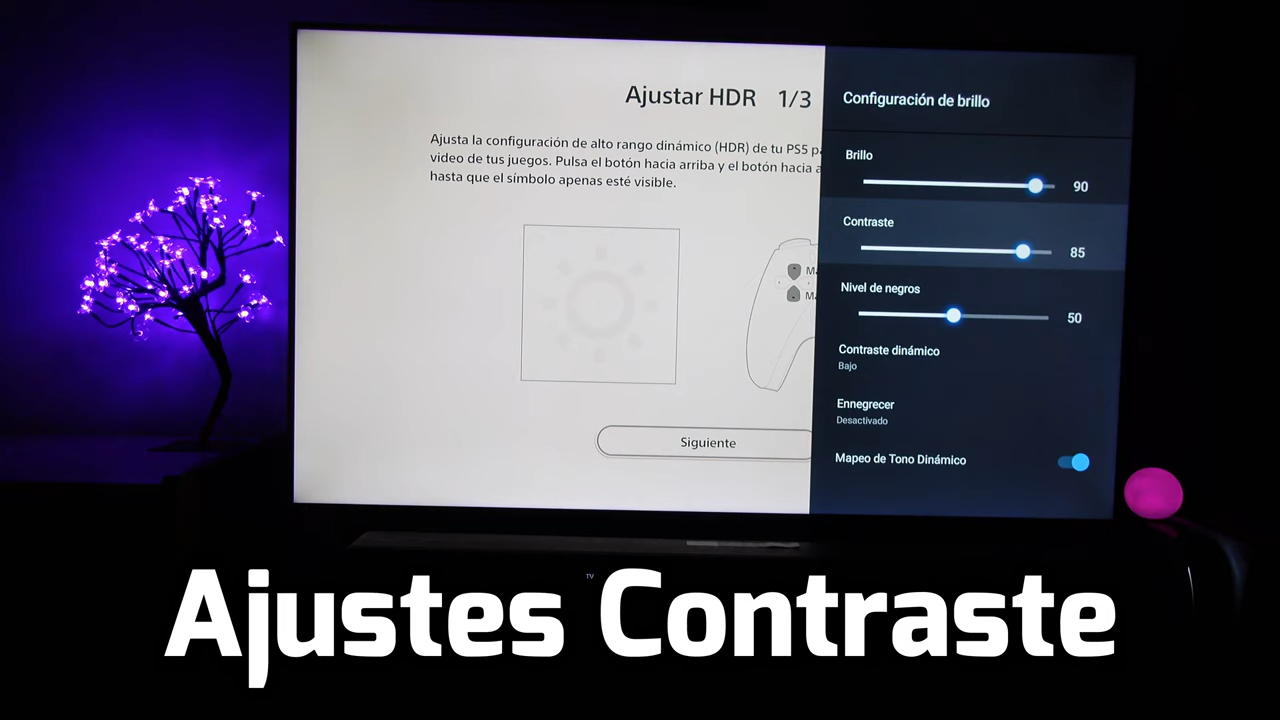 Ajustar HDR 1/3
Ajusta la configuración de alto rango dinámico (HDR) de tu PS5
video de tus juegos. Pulsa el botón hacia arriba y el botón hacia
hasta que el símbolo apenas esté visible.
Siguiente
Configuración de brillo
Brillo
90
Contraste
85
Nivel de negros
50
Contraste dinámico
Bajo
Ennegrecer
Desactivado
Mapeo de Tono Dinámico
TV
Ajustes Contraste